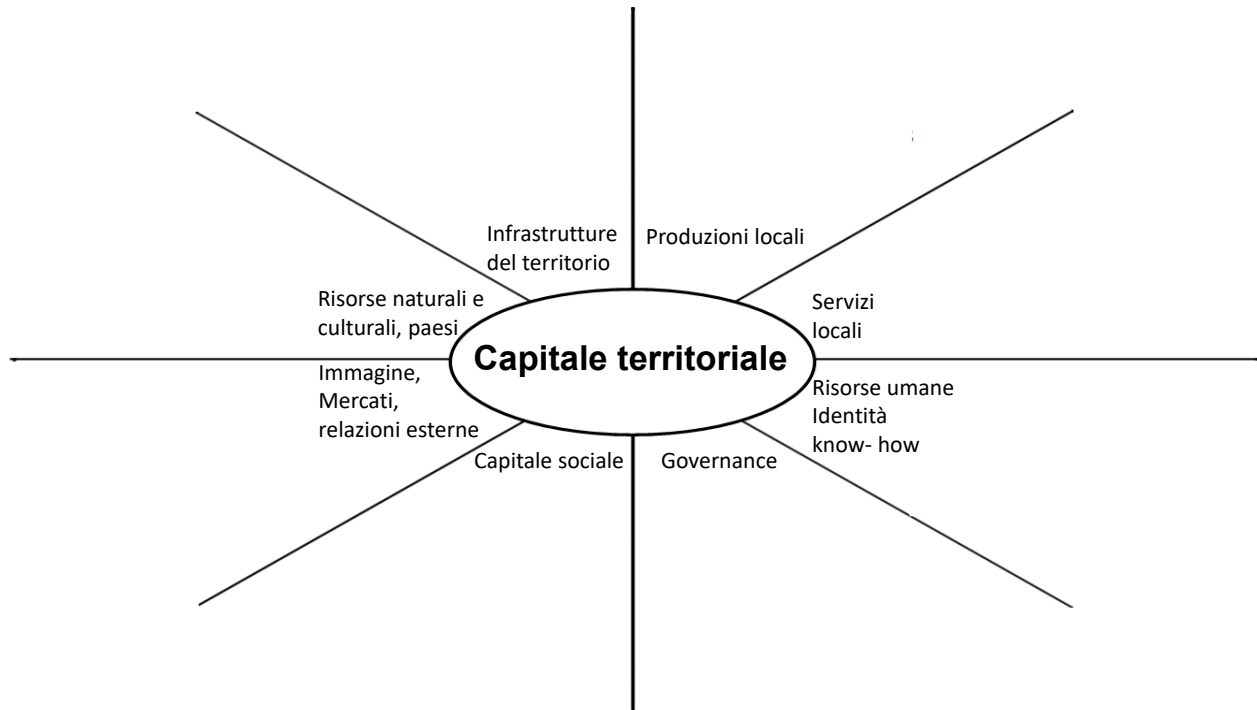 Infrastrutture
del territorio
Produzioni locali
Risorse naturali e
culturali, paesi
Servizi
locali
Capitale territoriale
Immagine,
Mercati,
relazioni esterne
Risorse umane
Identità
know- how
Capitale sociale
Governance